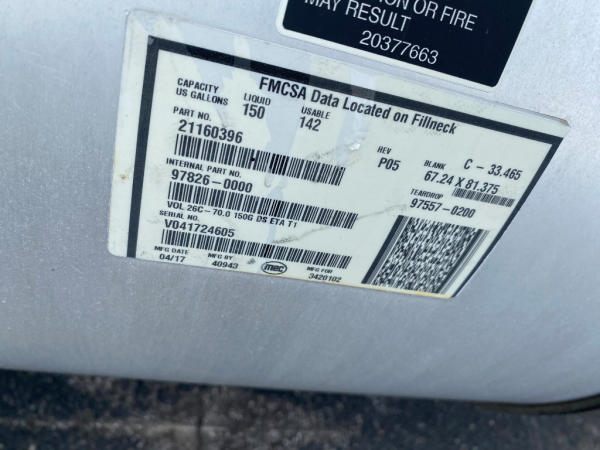 ION OR FIRE
MAY RESULT
20377663
FMCSA Data Located on Fillneck
CAPACITY
US GALLONS
LIQUID
150
USABLE
142
PART NO.
21160396
REV
P05
BLANK
67.24 X 81.375
C - 33.465
INTERNAL PART NO.
97826-0000
TEARDROP
97557-0200
VOL 26C-70.0 150G DS ETA T1
SERIAL NO.
V041724605
MFG DATE
04/17
MFG BY
40943
mec
MFG FOR
3420102